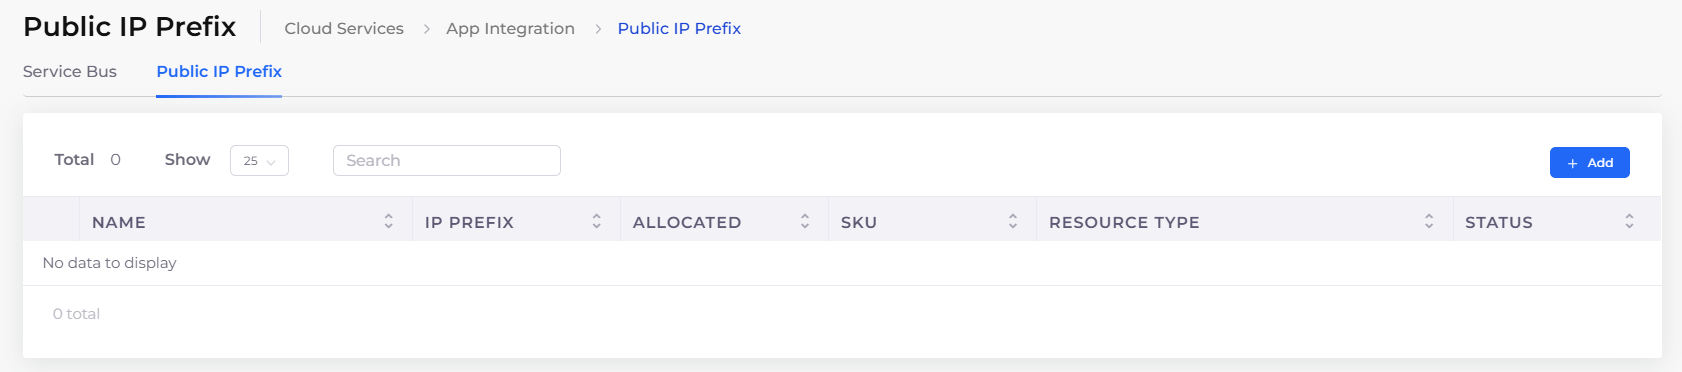 Public IP Prefix
Cloud Services > App Integration > Public IP Prefix
Service Bus
Public IP Prefix
Total 0 Show 25 Search + Add
NAME IP PREFIX ALLOCATED SKU RESOURCE TYPE STATUS
No data to display
0 total